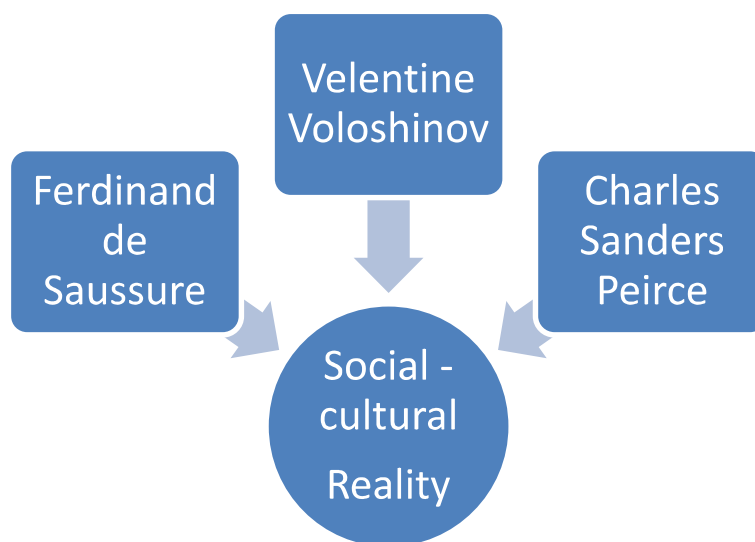 Velentine
Voloshinov
Ferdinand
de
Saussure
Charles
Sanders
Peirce
Social -
cultural
Reality